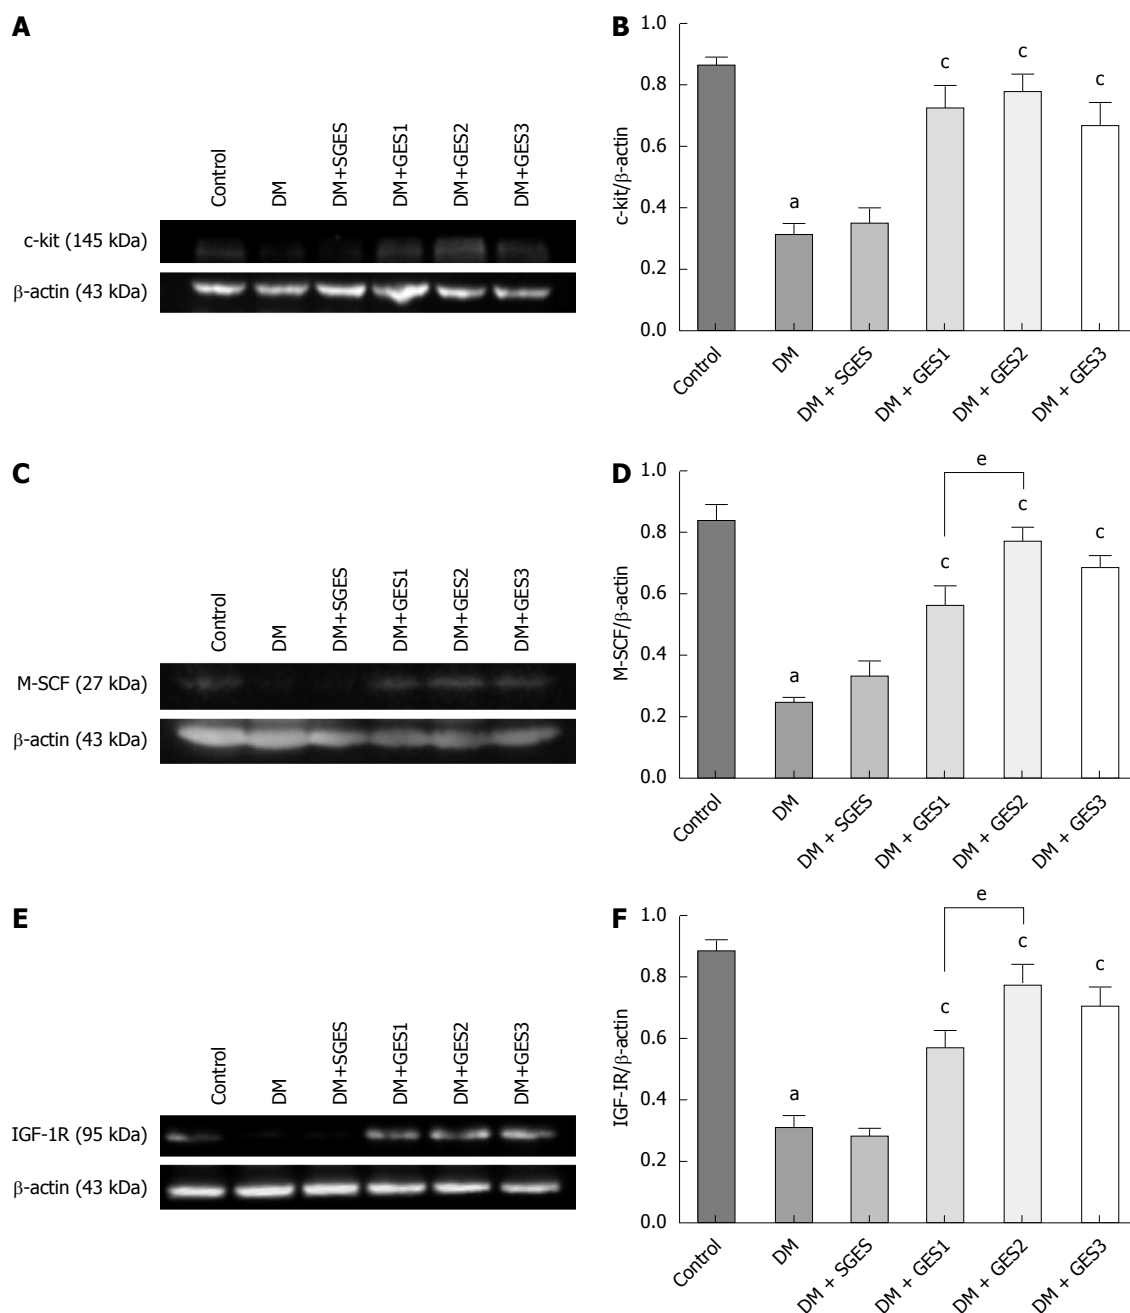 A
Control
DM
DM+SGES
DM+GES1
DM+GES2
DM+GES3
c-kit (145 kDa)
β-actin (43 kDa)
B
1.0
0.8
0.6
0.4
0.2
0.0
c-kit/β-actin
a
c
c
c
Control
DM
DM + SGES
DM + GES1
DM + GES2
DM + GES3
C
Control
DM
DM+SGES
DM+GES1
DM+GES2
DM+GES3
M-SCF (27 kDa)
β-actin (43 kDa)
D
1.0
0.8
0.6
0.4
0.2
0.0
M-SCF/β-actin
a
c
e
c
c
Control
DM
DM + SGES
DM + GES1
DM + GES2
DM + GES3
E
Control
DM
DM+SGES
DM+GES1
DM+GES2
DM+GES3
IGF-1R (95 kDa)
β-actin (43 kDa)
F
1.0
0.8
0.6
0.4
0.2
0.0
IGF-IR/β-actin
a
c
e
c
c
Control
DM
DM + SGES
DM + GES1
DM + GES2
DM + GES3